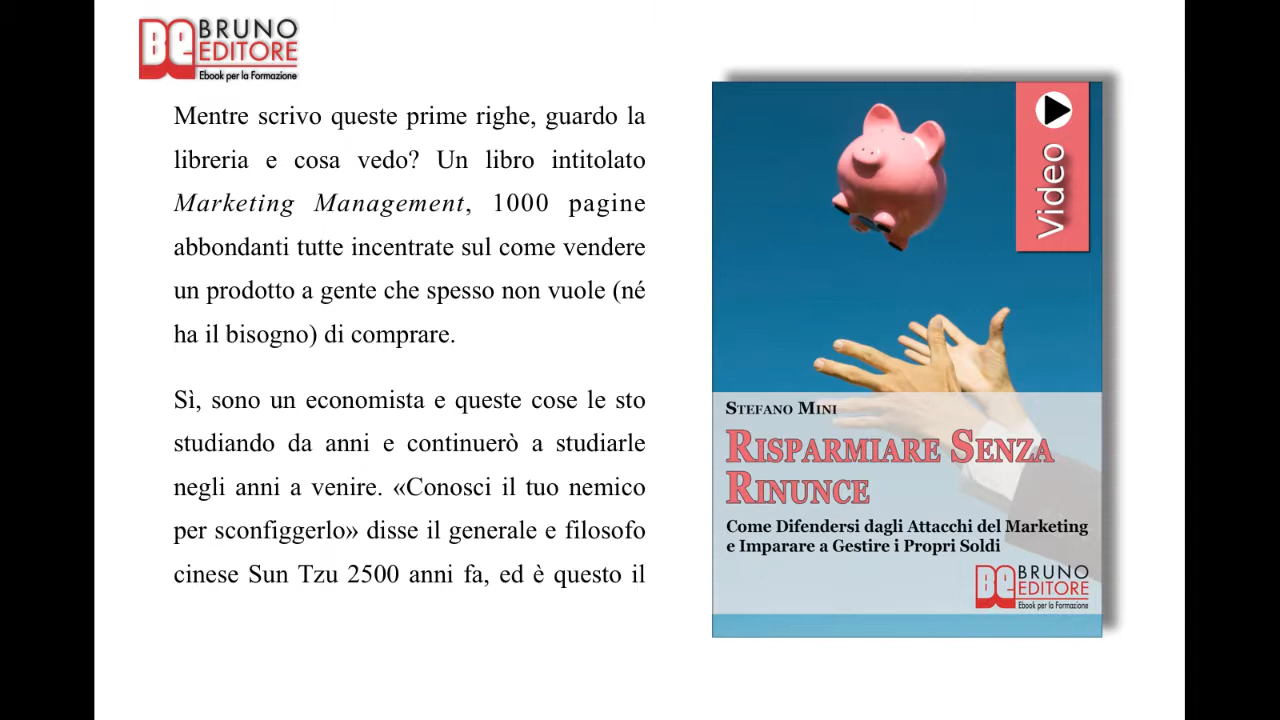 BRUNO
EDITORE
Ebook per la Formazione
Mentre scrivo queste prime righe, guardo la
libreria e cosa vedo? Un libro intitolato
Marketing Management, 1000 pagine
abbondanti tutte incentrate sul come vendere
un prodotto a gente che spesso non vuole (né
ha il bisogno) di comprare.
Sì, sono un economista e queste cose le sto
studiando da anni e continuerò a studiarle
negli anni a venire. «Conosci il tuo nemico
per sconfiggerlo» disse il generale e filosofo
cinese Sun Tzu 2500 anni fa, ed è questo il
Video
STEFANO MINI
RISPARMIARE SENZA
RINUNCE
Come Difendersi dagli Attacchi del Marketing
e Imparare a Gestire i Propri Soldi
BRUNO
EDITORE
Ebook per la Formazione